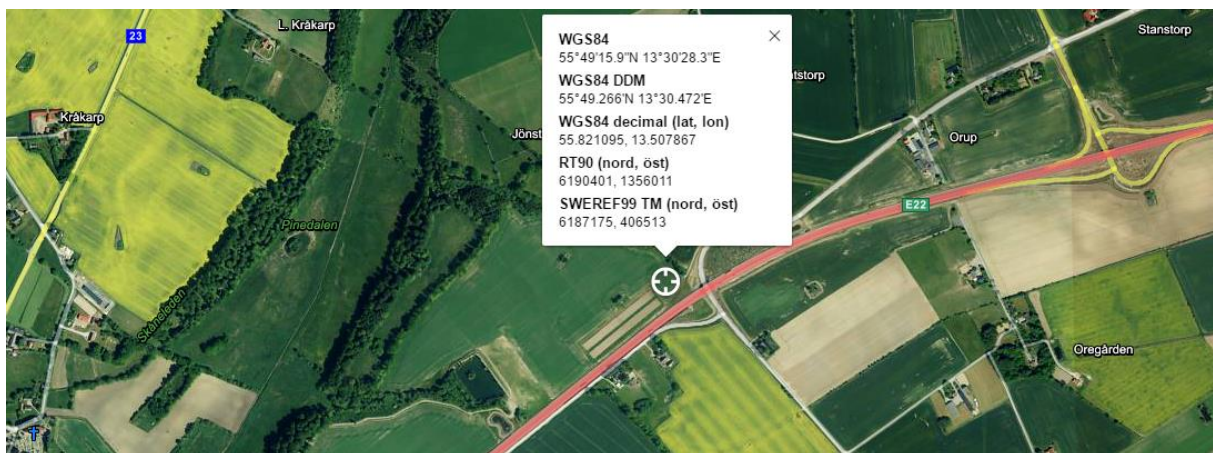 L. Kråkarp
23
Kråkarp
Pinedalen
Skåneleden
WGS84
55°49'15.9"N 13°30'28.3"E
WGS84 DDM
55°49.266'N 13°30.472'E
WGS84 decimal (lat, lon)
55.821095, 13.507867
RT90 (nord, öst)
6190401, 1356011
SWEREF99 TM (nord, öst)
6187175, 406513
Stanstorp
Orup
E22
Oregården